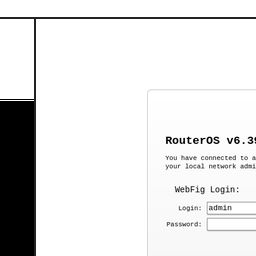 RouterOS v6.39
You have connected to a
your local network admi
WebFig Login:
Login: admin
Password: